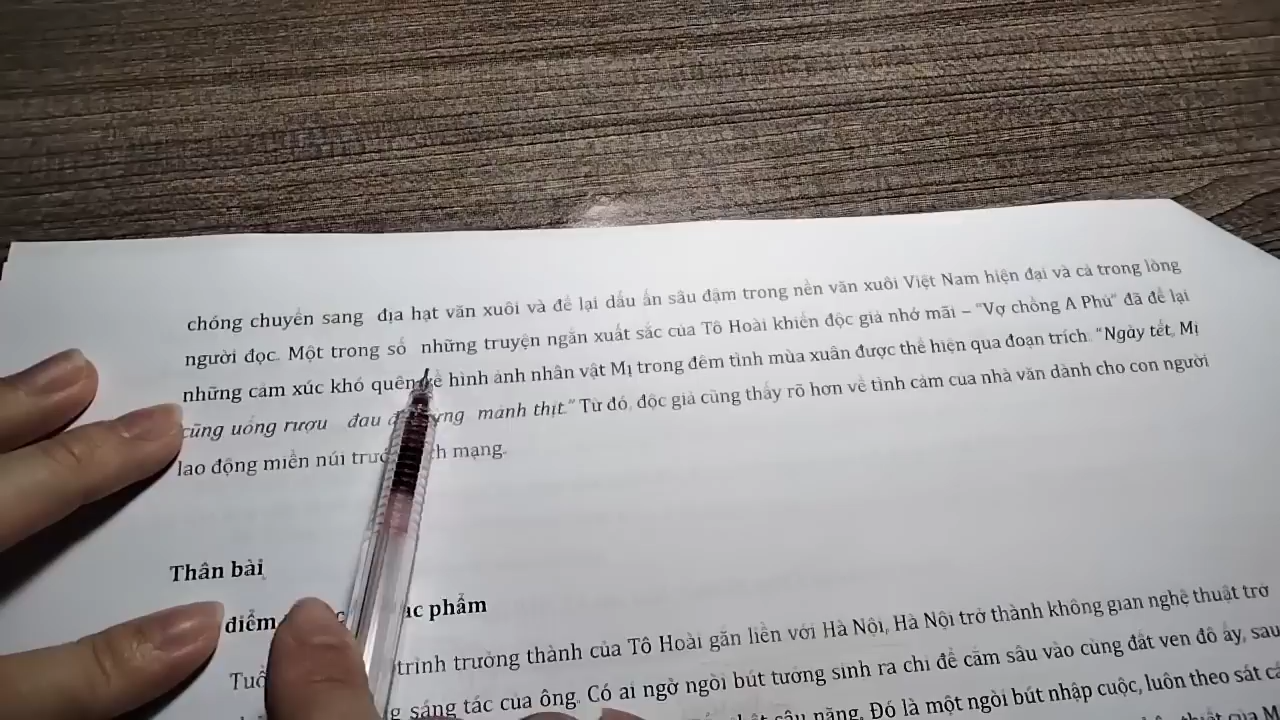 chóng chuyển sang địa hạt văn xuôi và để lại dấu ấn sâu đậm trong nền văn xuôi Việt Nam hiện đại và cả trong lòng
người đọc. Một trong số những truyện ngắn xuất sắc của Tô Hoài khiến độc giả nhớ mãi – "Vợ chồng A Phủ" đã để lại
những cảm xúc khó quên về hình ảnh nhân vật Mị trong đêm tình mùa xuân được thể hiện qua đoạn trích. "Ngày tết, Mị
cũng uống rượu đau thịt." Từ đó, độc giả cũng thấy rõ hơn về tình cảm của nhà văn dành cho con người
lao động miền núi mạng.
Thân bài
điểm phẩm
trình trưởng thành của Tô Hoài gắn liền với Hà Nội, Hà Nội trở thành không gian nghệ thuật trở
sáng tác của ông. Có ai ngờ ngòi bút tưởng sinh ra chỉ để cắm sâu vào cùng đất ven đô ấy, sau
Đó là một ngòi bút nhập cuộc, luôn theo sát